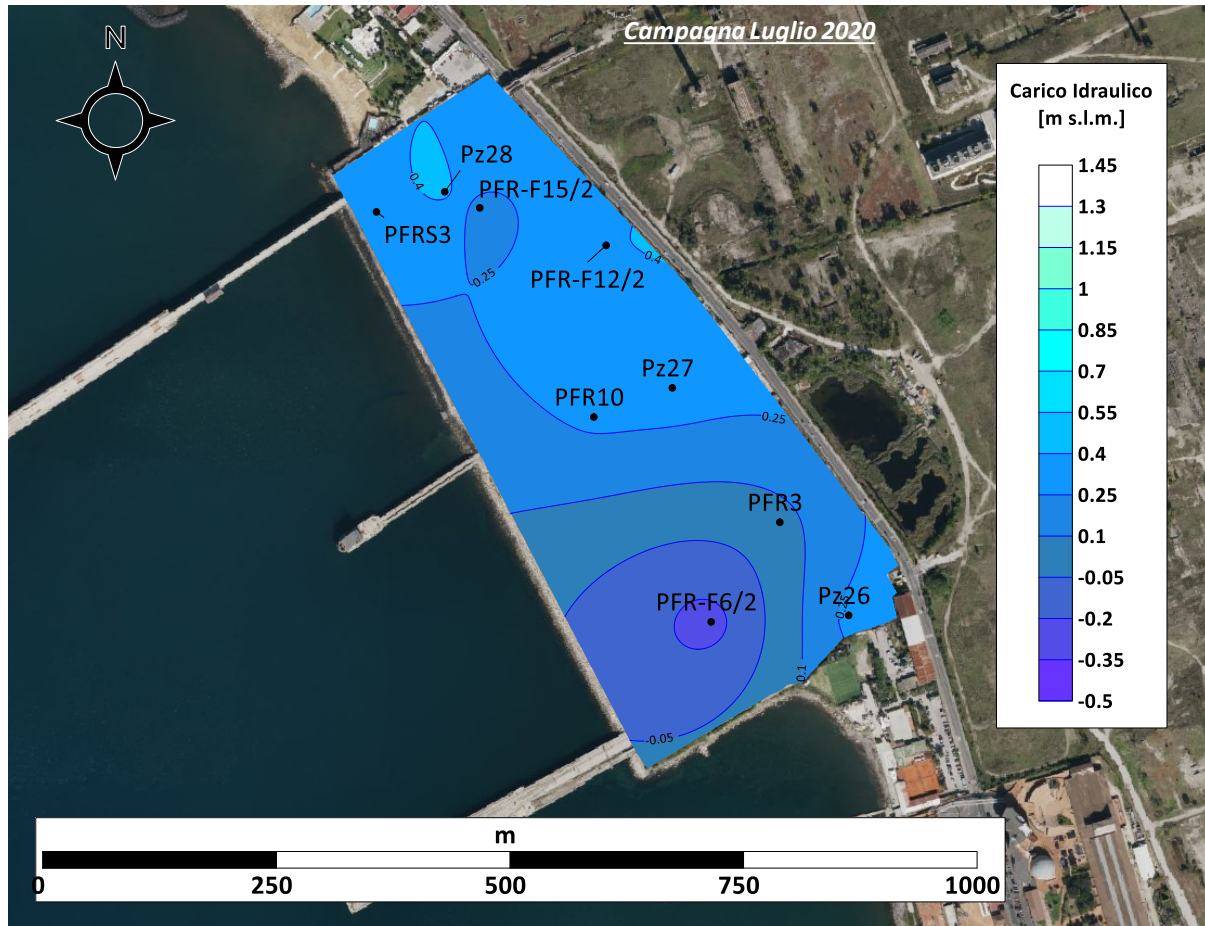 Campagna Luglio 2020
N
Carico Idraulico
[m s.l.m.]
1.45
1.3
1.15
1
0.85
0.7
0.55
0.4
0.25
0.1
-0.05
-0.2
-0.35
-0.5
Pz28
0.4
PFR-F15/2
PFRS3
0.4
PFR-F12/2
0.25
Pz27
PFR10
0.25
PFR3
PFR-F6/2
Pz26
0.25
0.1
-0.05
m
0 250 500 750 1000